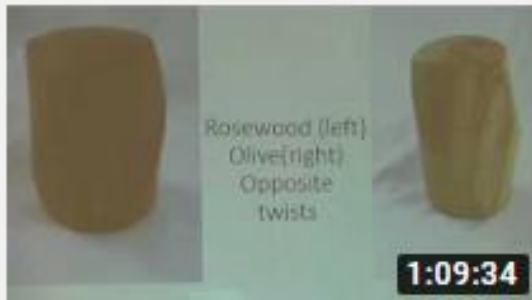 Rosewood (left)
Olive(right)
Opposite
twists
1:09:34